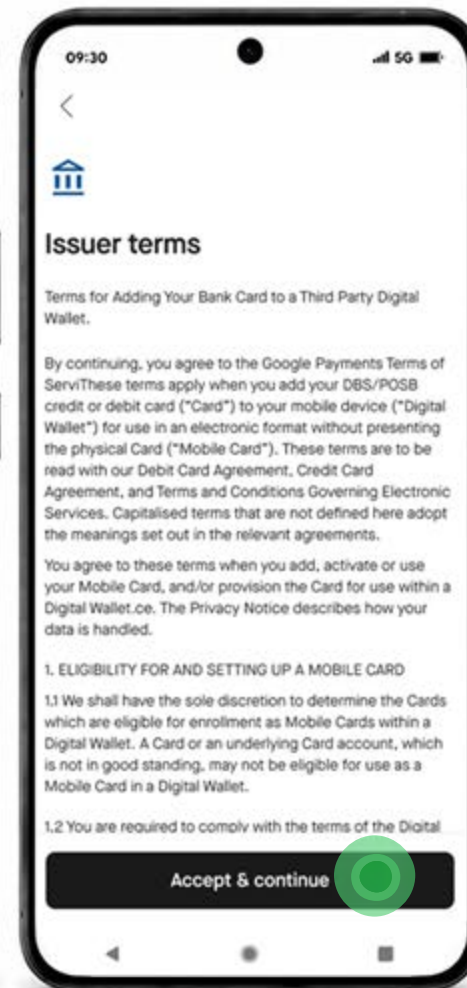 09:30
5G
Issuer terms
Terms for Adding Your Bank Card to a Third Party Digital
Wallet.
By continuing, you agree to the Google Payments Terms of
ServiThese terms apply when you add your DBS/POSB
credit or debit card ("Card") to your mobile device ("Digital
Wallet") for use in an electronic format without presenting
the physical Card ("Mobile Card"). These terms are to be
read with our Debit Card Agreement, Credit Card
Agreement, and Terms and Conditions Governing Electronic
Services. Capitalised terms that are not defined here adopt
the meanings set out in the relevant agreements.
You agree to these terms when you add, activate or use
your Mobile Card, and/or provision the Card for use within a
Digital Wallet.ce. The Privacy Notice describes how your
data is handled.
1. ELIGIBILITY FOR AND SETTING UP A MOBILE CARD
1.1 We shall have the sole discretion to determine the Cards
which are eligible for enrollment as Mobile Cards within a
Digital Wallet. A Card or an underlying Card account, which
is not in good standing, may not be eligible for use as a
Mobile Card in a Digital Wallet.
1.2 You are required to comply with the terms of the Digital
Accept & continue